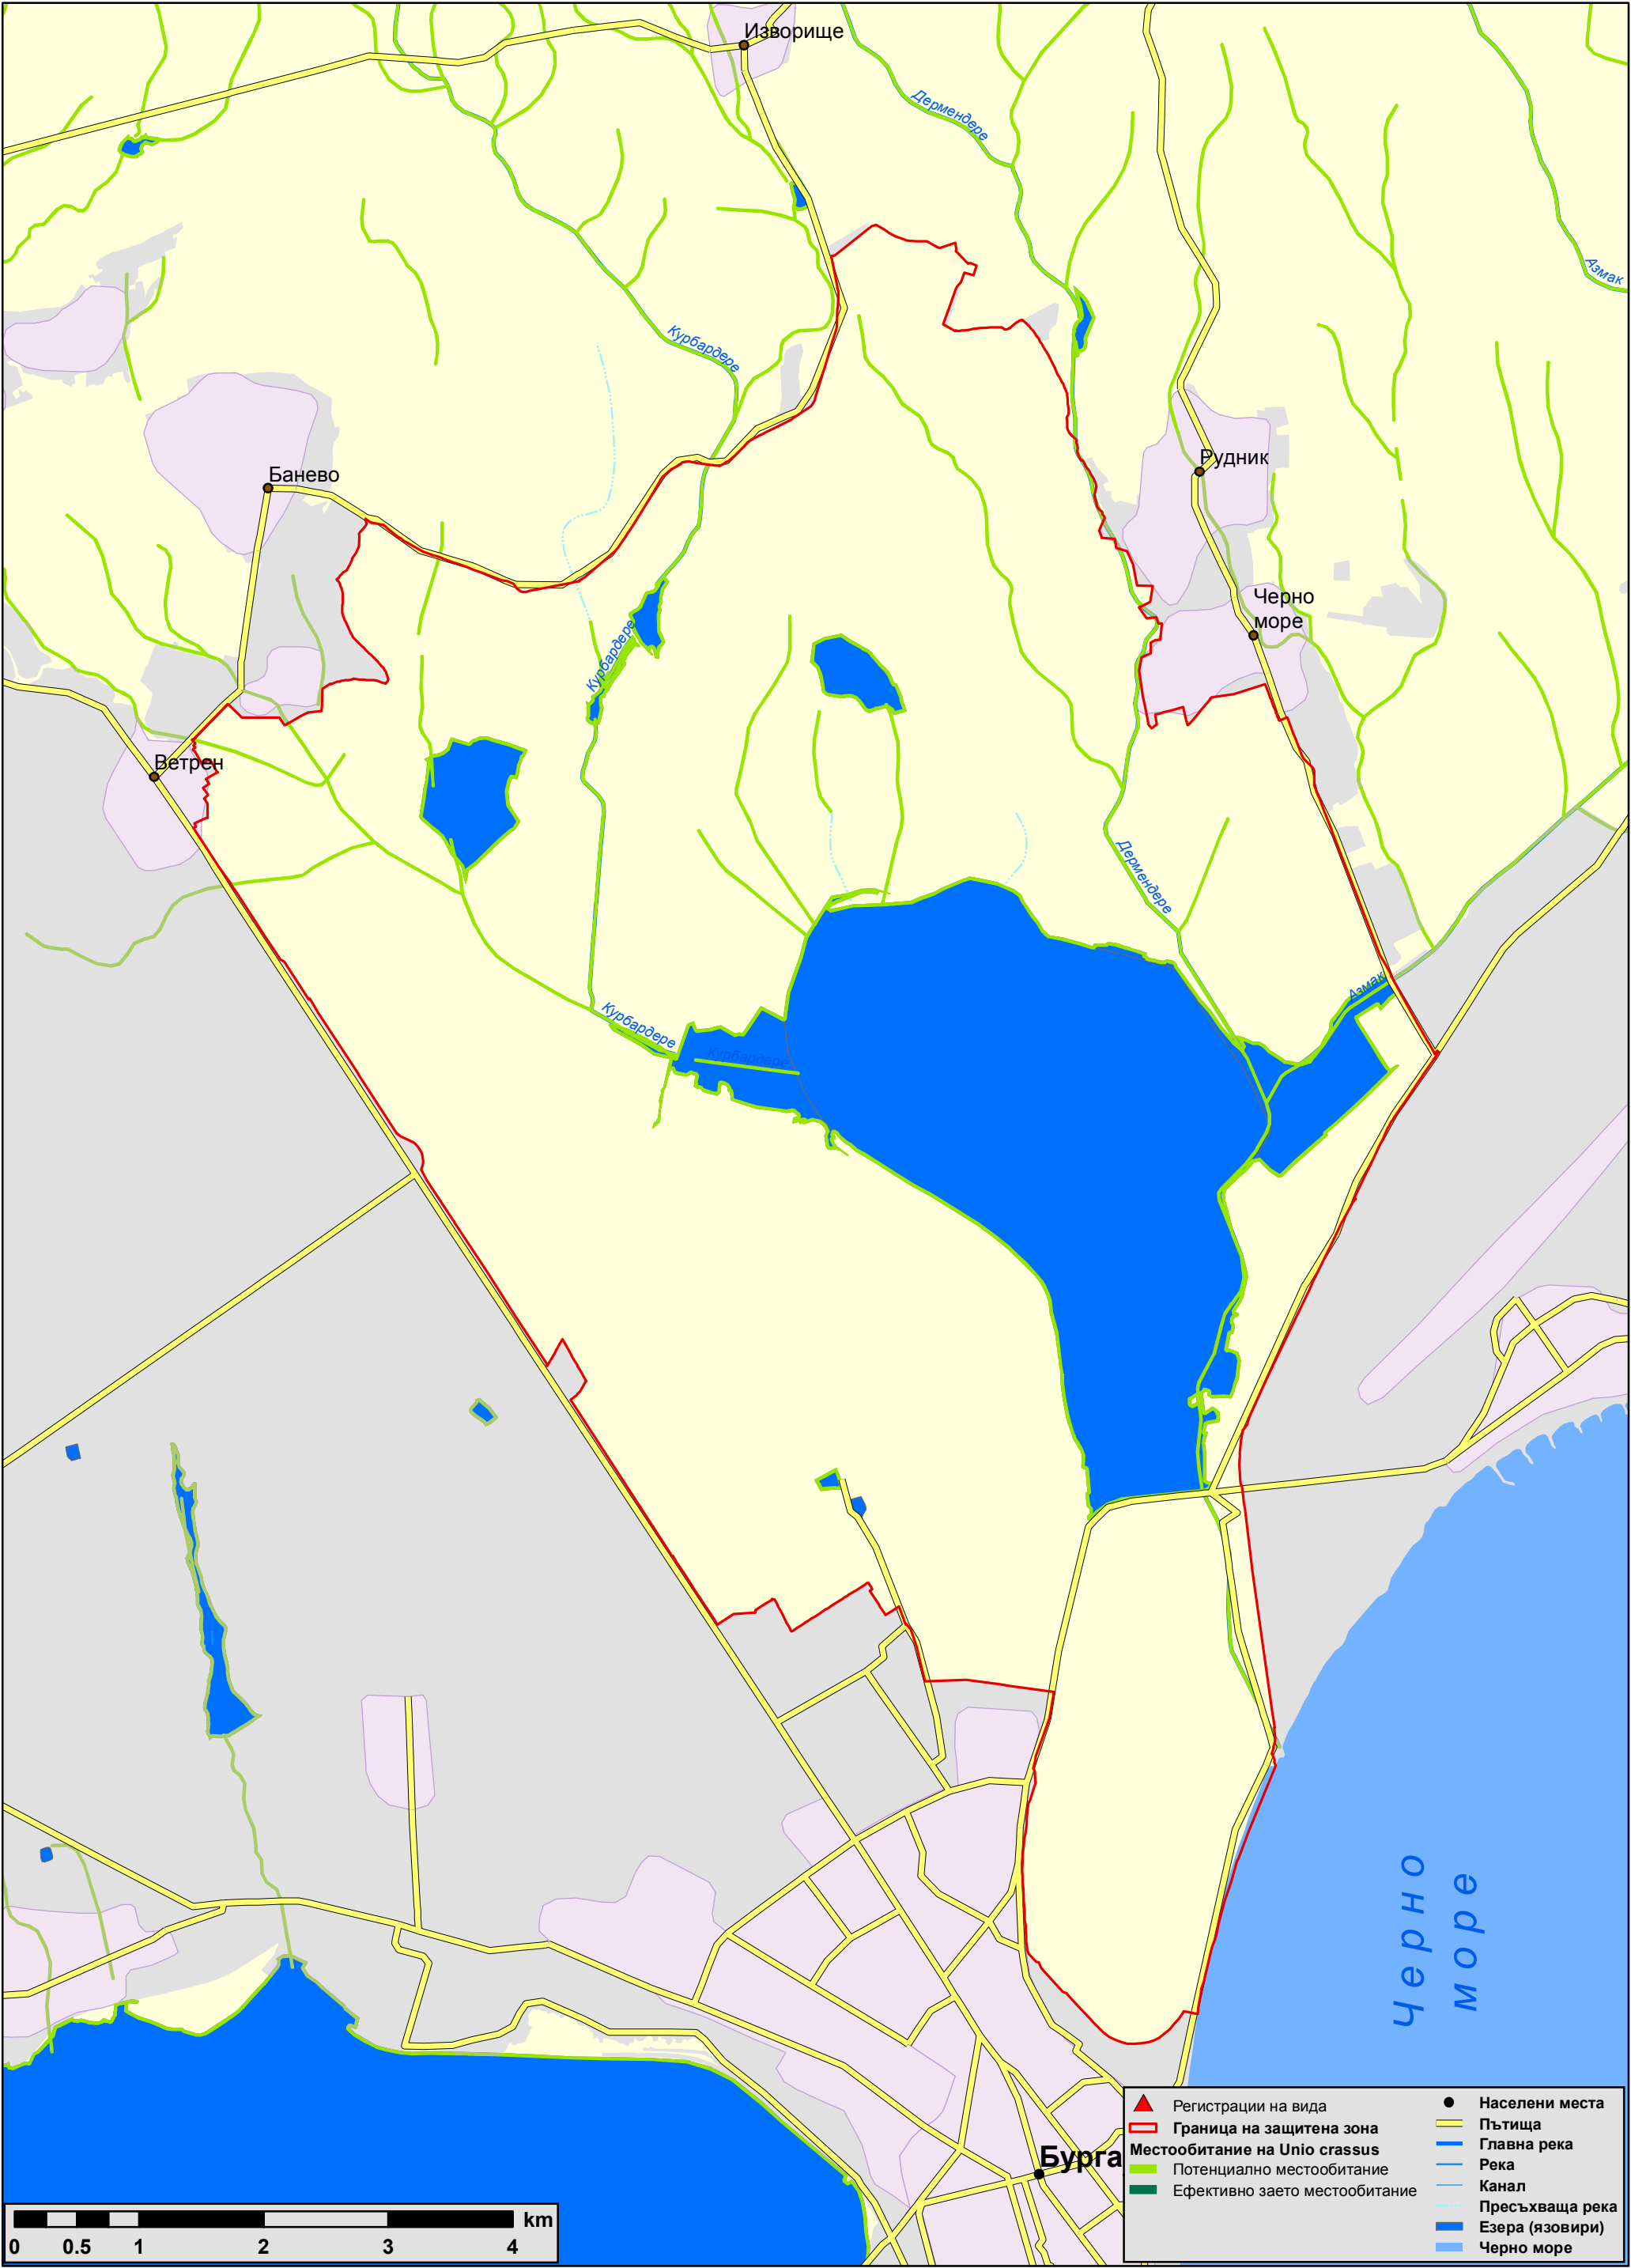 Изворище
Дермендере
Азмак
Курбардере
Рудник
Банево
Черно
море
Курбардере
Ветрен
Дермендере
Азмак
Курбардере
Курбардере
Черно
море
Бурга
Регистрации на вида
Граница на защитена зона
Местообитание на Unio crassus
Потенциално местообитание
Ефективно заето местообитание
Населени места
Пътища
Главна река
Река
Канал
Пресъхваща река
Езера (язовири)
Черно море
km
0 0.5 1 2 3 4